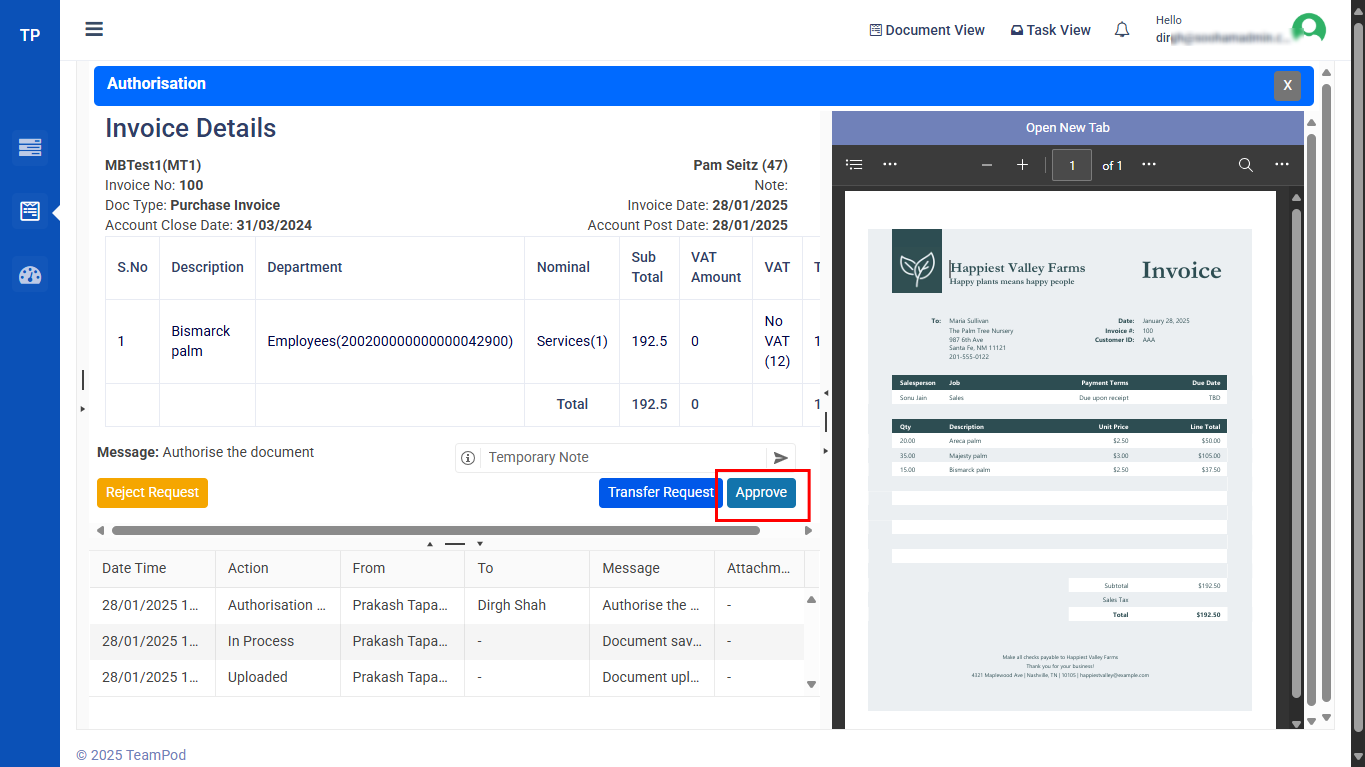 TP
Document View
Task View
Hello
Authorisation
X
Invoice Details
MBTest1(MT1)
Pam Seitz (47)
Invoice No: 100
Note:
Doc Type: Purchase Invoice
Invoice Date: 28/01/2025
Account Close Date: 31/03/2024
Account Post Date: 28/01/2025
S.No Description Department Nominal Sub Total VAT Amount VAT T
1 Bismarck palm Employees(200200000000000042900) Services(1) 192.5 0 No VAT (12) 1
Total 192.5 0 1
Message: Authorise the document
Temporary Note
Reject Request
Transfer Request
Approve
Date Time Action From To Message Attachm...
28/01/2025 1... Authorisation ... Prakash Tapa... Dirgh Shah Authorise the ... -
28/01/2025 1... In Process Prakash Tapa... - Document sav... -
28/01/2025 1... Uploaded Prakash Tapa... - Document upl... -
© 2025 TeamPod
Open New Tab
1 of 1
Happiest Valley Farms
Happy plants means happy people
Invoice
To: Maria Sullivan
The Palm Tree Nursery
987 6th Ave
Santa Fe, NM 11121
201-555-0122
Date: January 28, 2025
Invoice #: 100
Customer ID: AAA
Salesperson Job Payment Terms Due Date
Sonu Jain Sales Due upon receipt TBD
Qty Description Unit Price Line Total
20.00 Areca palm $2.50 $50.00
35.00 Majesty palm $3.00 $105.00
15.00 Bismarck palm $2.50 $37.50
Subtotal $192.50
Sales Tax
Total $192.50
Make all checks payable to Happiest Valley Farms
Thank you for your business!
4321 Maplewood Ave | Nashville, TN | 10105 | happiestvalley@example.com